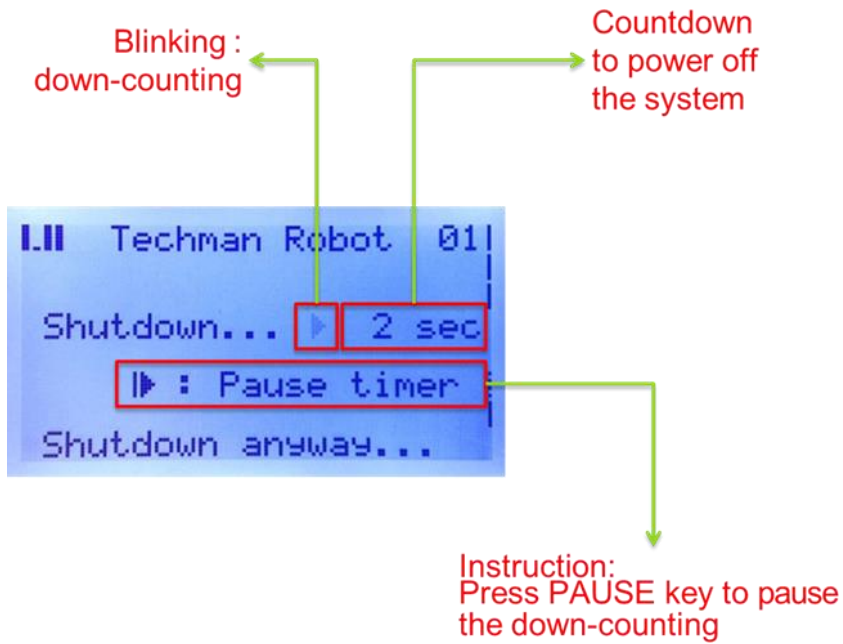 Blinking :
down-counting
Countdown
to power off
the system
Techman Robot 01
Shutdown... 2 sec
: Pause timer
Shutdown anyway...
Instruction:
Press PAUSE key to pause
the down-counting